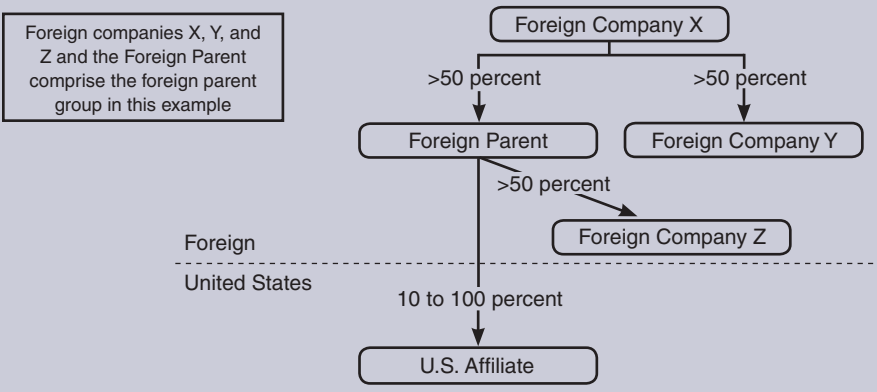 Foreign companies X, Y, and
Z and the Foreign Parent
comprise the foreign parent
group in this example
Foreign Company X
>50 percent
>50 percent
Foreign Parent
Foreign Company Y
>50 percent
Foreign Company Z
Foreign
United States
10 to 100 percent
U.S. Affiliate